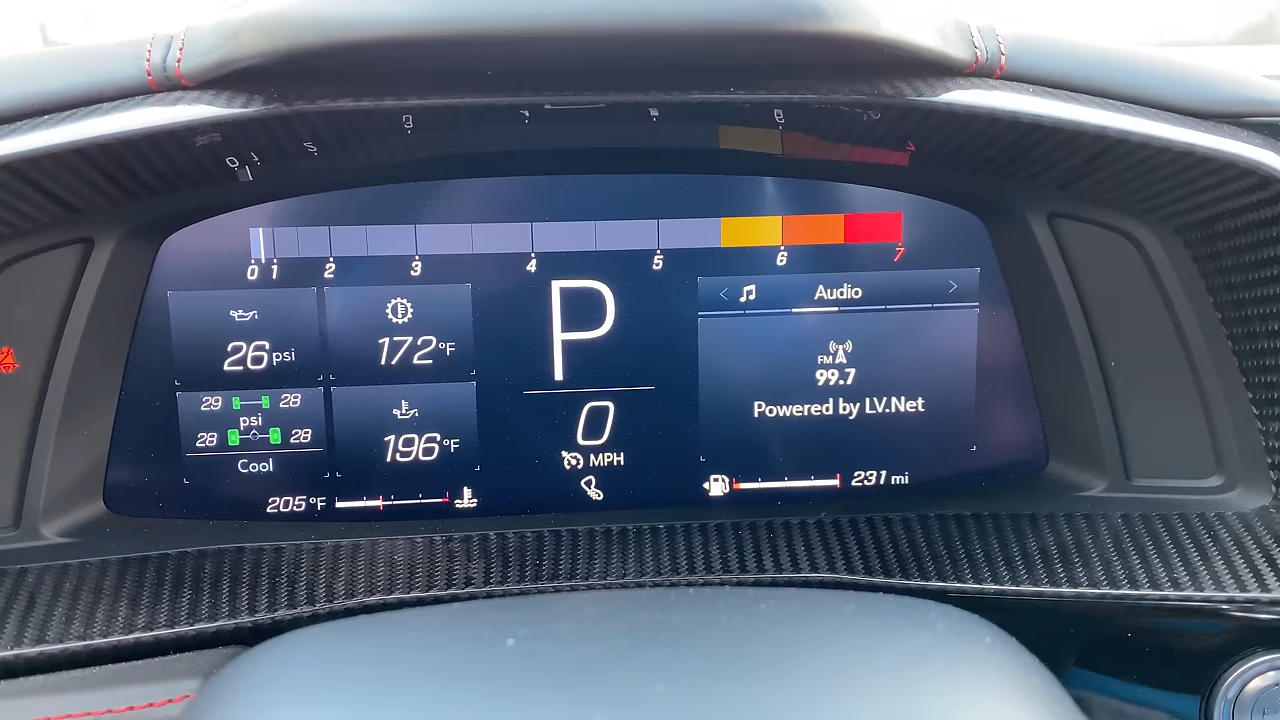 0 1 2 3 4 5 6 7
26 psi
172 °F
29 28
psi
28 28
Cool
196 °F
205 °F
P
0
MPH
Audio
FM
99.7
Powered by LV.Net
231 mi